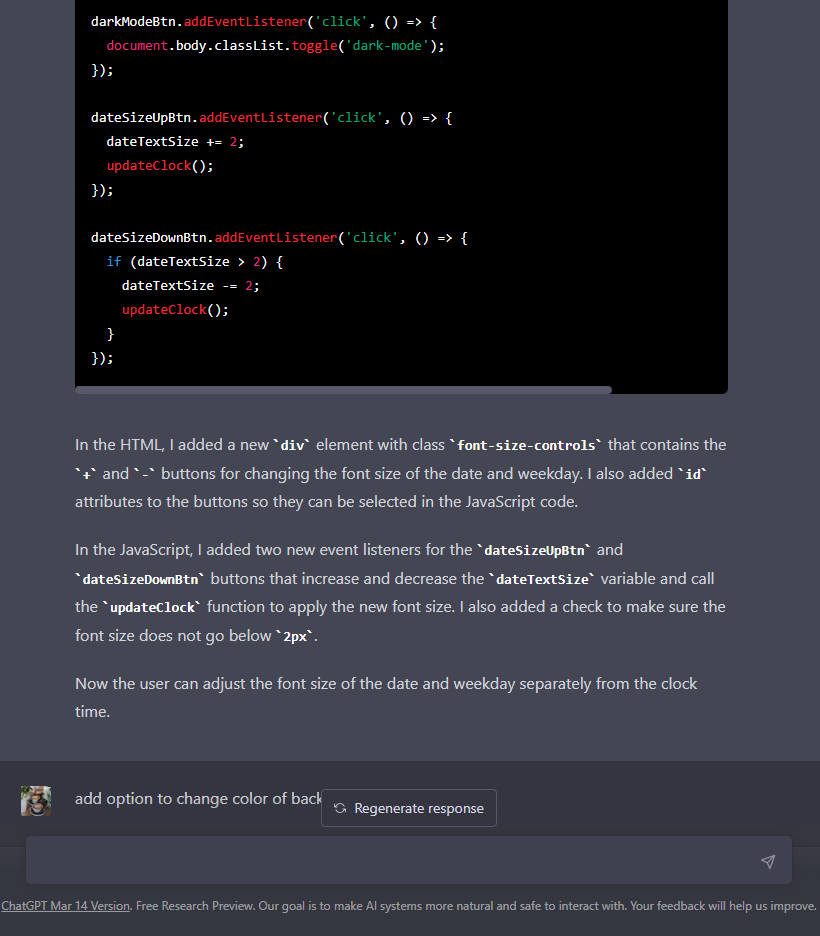 darkModeBtn.addEventListener('click', () => {
  document.body.classList.toggle('dark-mode');
});

dateSizeUpBtn.addEventListener('click', () => {
  dateTextSize += 2;
  updateClock();
});

dateSizeDownBtn.addEventListener('click', () => {
  if (dateTextSize > 2) {
    dateTextSize -= 2;
    updateClock();
  }
});

In the HTML, I added a new `div` element with class `font-size-controls` that contains the
`+` and `-` buttons for changing the font size of the date and weekday. I also added `id`
attributes to the buttons so they can be selected in the JavaScript code.

In the JavaScript, I added two new event listeners for the `dateSizeUpBtn` and
`dateSizeDownBtn` buttons that increase and decrease the `dateTextSize` variable and call
the `updateClock` function to apply the new font size. I also added a check to make sure the
font size does not go below `2px`.

Now the user can adjust the font size of the date and weekday separately from the clock
time.

add option to change color of back
Regenerate response
ChatGPT Mar 14 Version. Free Research Preview. Our goal is to make AI systems more natural and safe to interact with. Your feedback will help us improve.